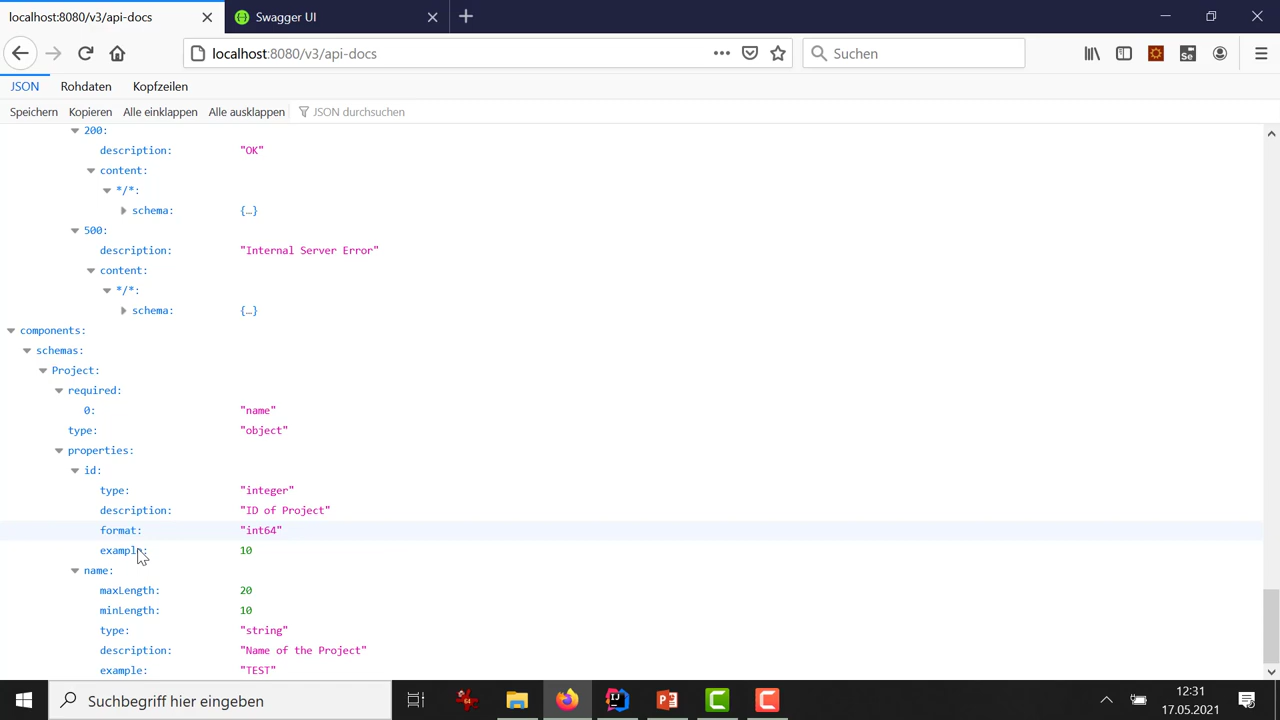 localhost:8080/v3/api-docs
Swagger UI
localhost:8080/v3/api-docs
Suchen
JSON Rohdaten Kopfzeilen
Speichern Kopieren Alle einklappen Alle ausklappen JSON durchsuchen
200:
description: "OK"
content:
*/*:
schema: {…}
500:
description: "Internal Server Error"
content:
*/*:
schema: {…}
components:
schemas:
Project:
required:
0: "name"
type: "object"
properties:
id:
type: "integer"
description: "ID of Project"
format: "int64"
example: 10
name:
maxLength: 20
minLength: 10
type: "string"
description: "Name of the Project"
example: "TEST"
Suchbegriff hier eingeben
12:31
17.05.2021